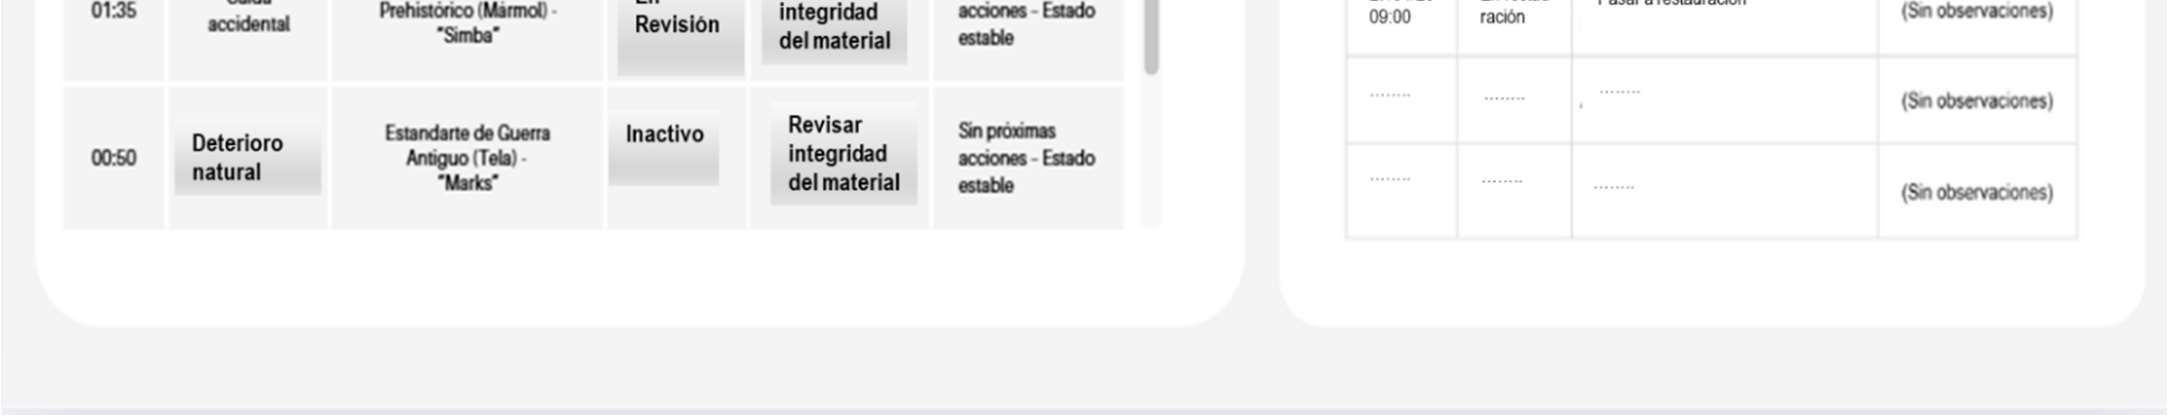 01:35
accidental
Prehistórico (Mármol) -
"Simba"
Revisión
integridad
del material
acciones - Estado
estable
00:50
Deterioro
natural
Estandarte de Guerra
Antiguo (Tela) -
"Marks"
Inactivo
Revisar
integridad
del material
Sin próximas
acciones - Estado
estable
09:00
ración
Pasar a restauración
(Sin observaciones)
........
........
........
(Sin observaciones)
........
........
........
(Sin observaciones)